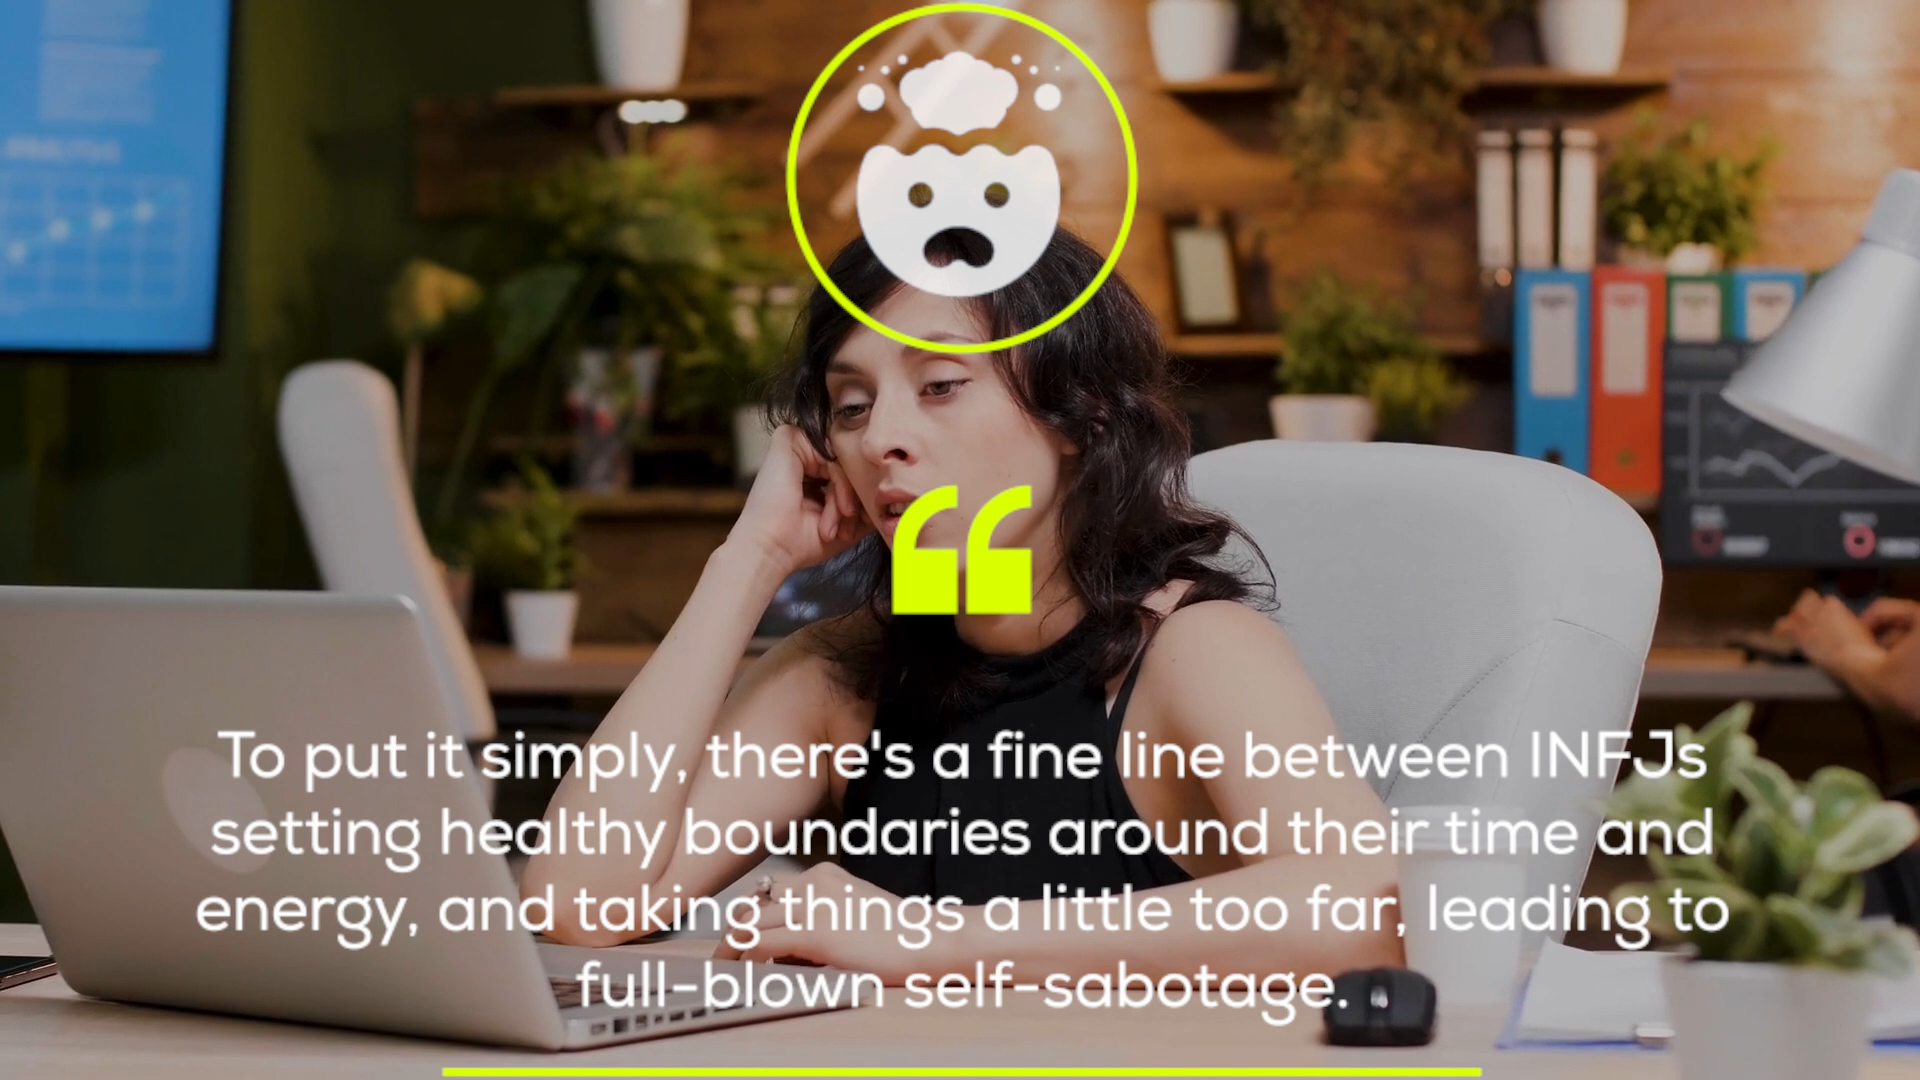 ANALYTICS
To put it simply, there's a fine line between INFJs
setting healthy boundaries around their time and
energy, and taking things a little too far, leading to
full-blown self-sabotage.